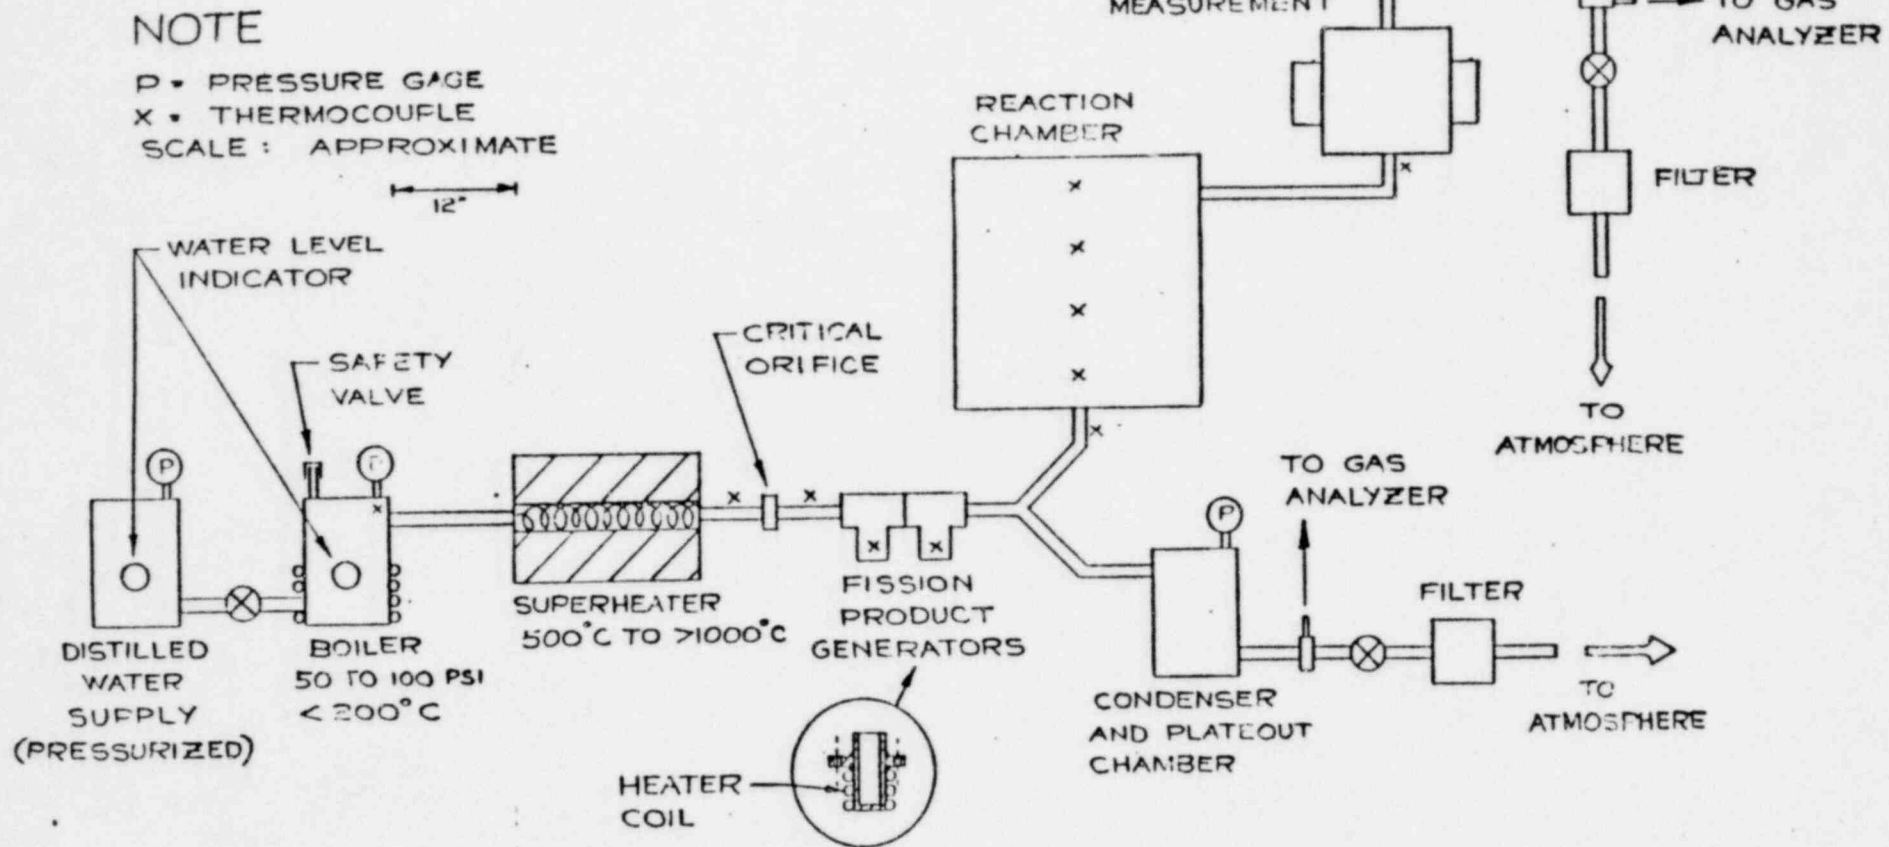 NOTE
P = PRESSURE GAGE
X = THERMOCOUPLE
SCALE : APPROXIMATE
12"
MEASUREMENT
TO GAS
ANALYZER
FILTER
TO
ATMOSPHERE
REACTION
CHAMBER
x
x
x
x
x
x
WATER LEVEL
INDICATOR
SAFETY
VALVE
CRITICAL
ORIFICE
P
P
x
x
x
x
x
P
DISTILLED
WATER
SUPPLY
(PRESSURIZED)
BOILER
50 TO 100 PSI
< 200°C
SUPERHEATER
500°C TO >1000°C
FISSION
PRODUCT
GENERATORS
HEATER
COIL
CONDENSER
AND PLATEOUT
CHAMBER
TO GAS
ANALYZER
FILTER
TO
ATMOSPHERE